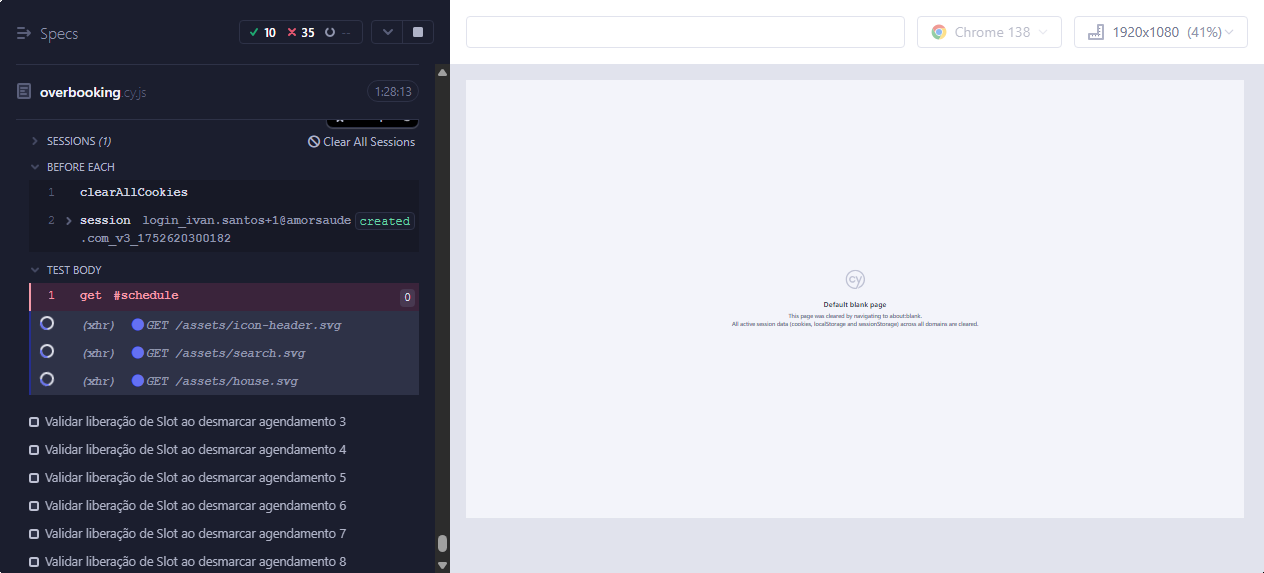 Specs
10
35
--
Chrome 138
1920x1080 (41%)
overbooking.cy.js
1:28:13
SESSIONS (1)
Clear All Sessions
BEFORE EACH
1 clearAllCookies
2 session login_ivan.santos+1@amorsaude
.com_v3_1752620300182
created
TEST BODY
1 get #schedule
0
(xhr) GET /assets/icon-header.svg
(xhr) GET /assets/search.svg
(xhr) GET /assets/house.svg
Validar liberação de Slot ao desmarcar agendamento 3
Validar liberação de Slot ao desmarcar agendamento 4
Validar liberação de Slot ao desmarcar agendamento 5
Validar liberação de Slot ao desmarcar agendamento 6
Validar liberação de Slot ao desmarcar agendamento 7
Validar liberação de Slot ao desmarcar agendamento 8
cy
Default blank page
This page was cleared by navigating to about:blank.
All active session data (cookies, localStorage and sessionStorage) across all domains are cleared.